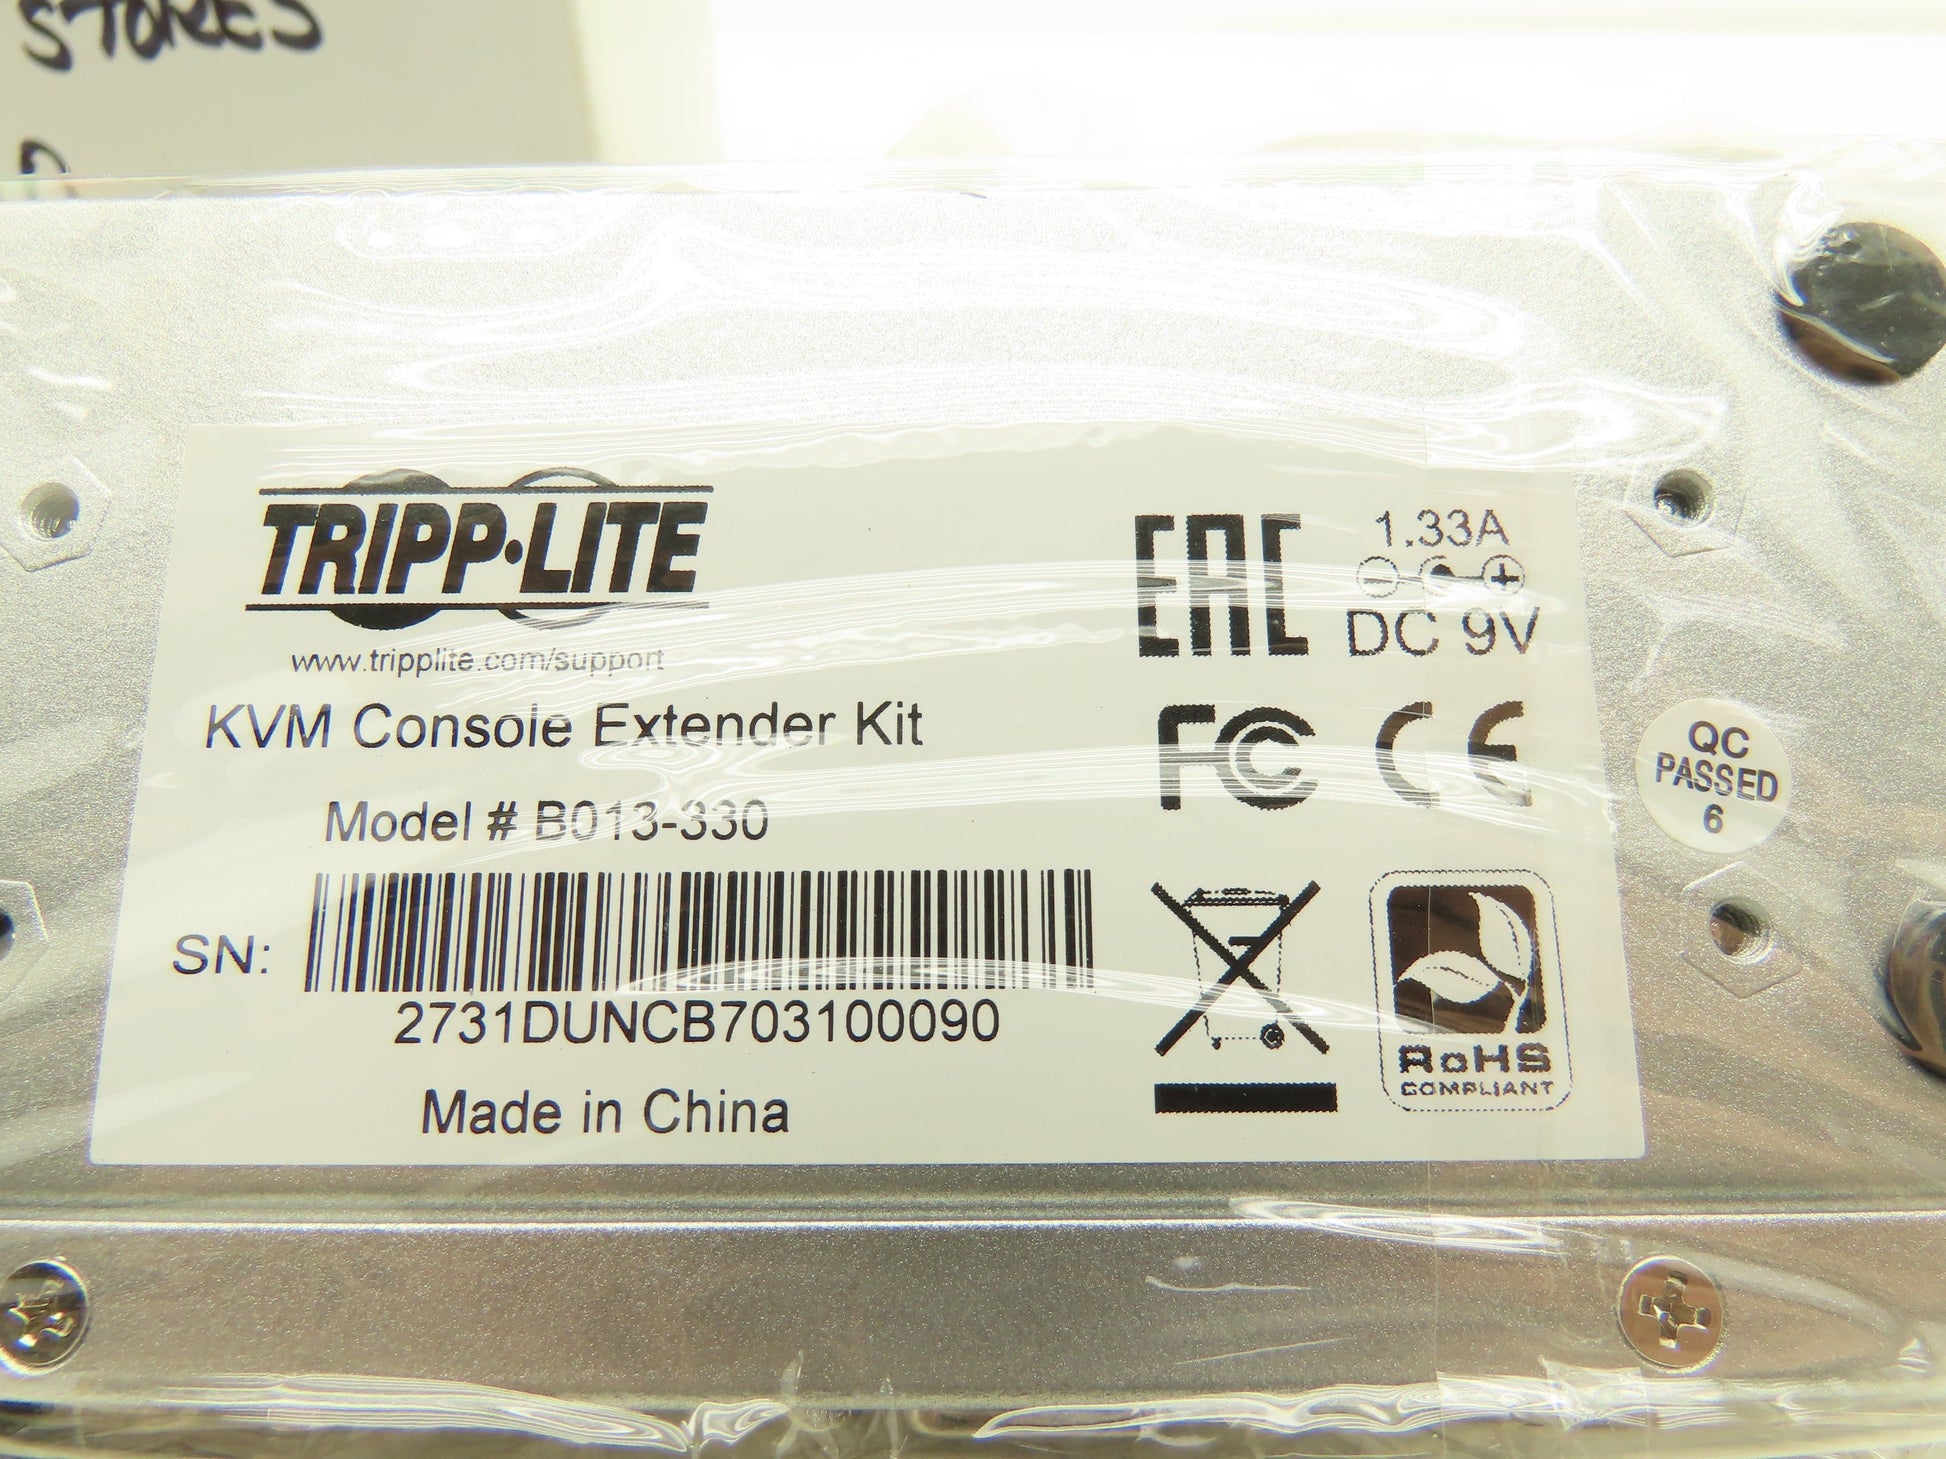 STORES
TRIPP·LITE
www.tripplite.com/support
KVM Console Extender Kit
Model # B013-330
SN:
2731DUNCB703100090
Made in China
EAC
1.33A
DC 9V
FC CE
RoHS
COMPLIANT
QC
PASSED
6